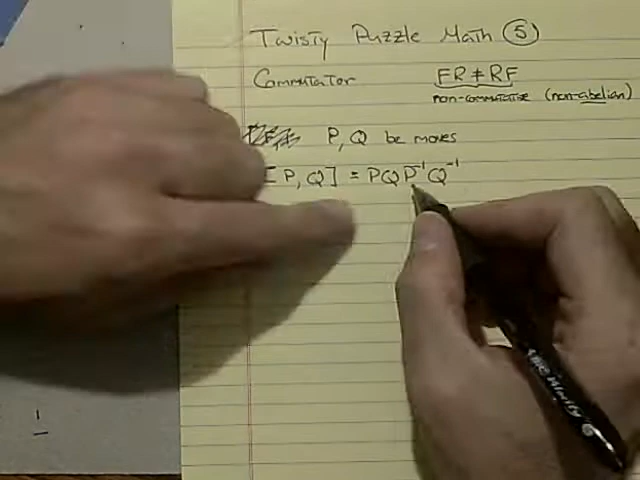 Twisty Puzzle Math 5
Commutator FR ≠ RF
non-commutative (non-abelian)
P, Q be moves
[P, Q] = PQP⁻¹Q⁻¹